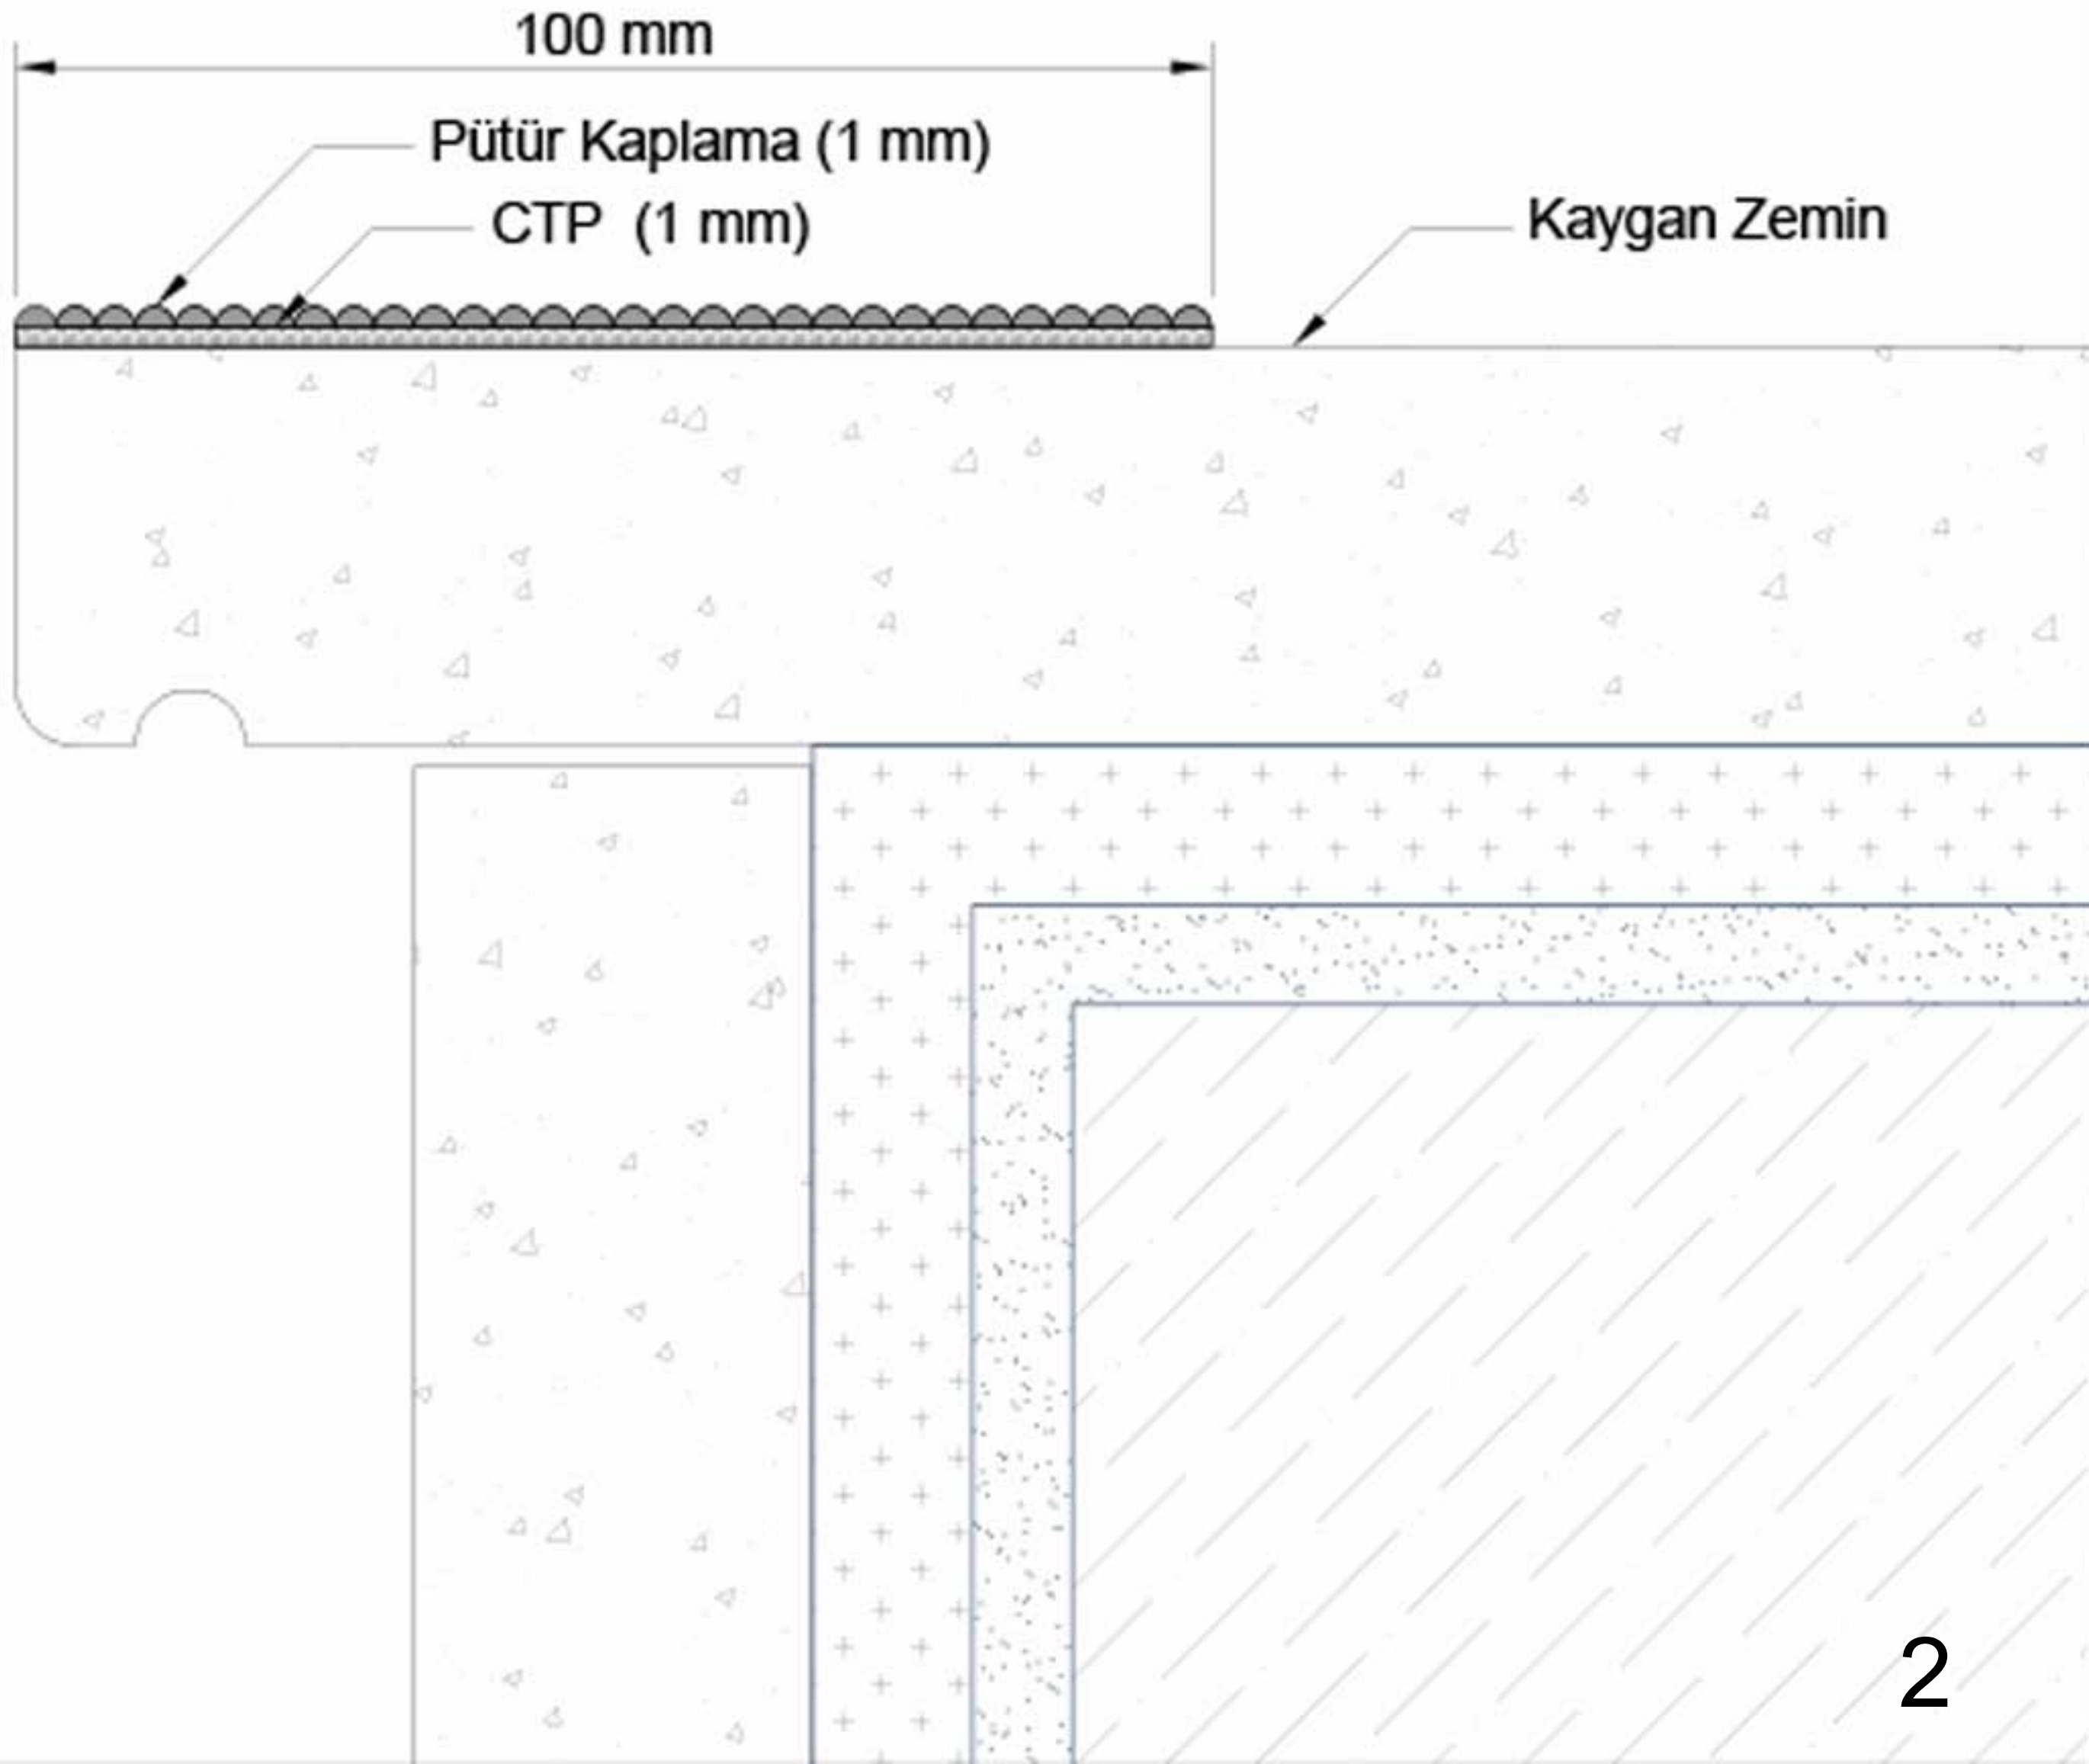 100 mm
Pütür Kaplama (1 mm)
CTP (1 mm)
Kaygan Zemin
2